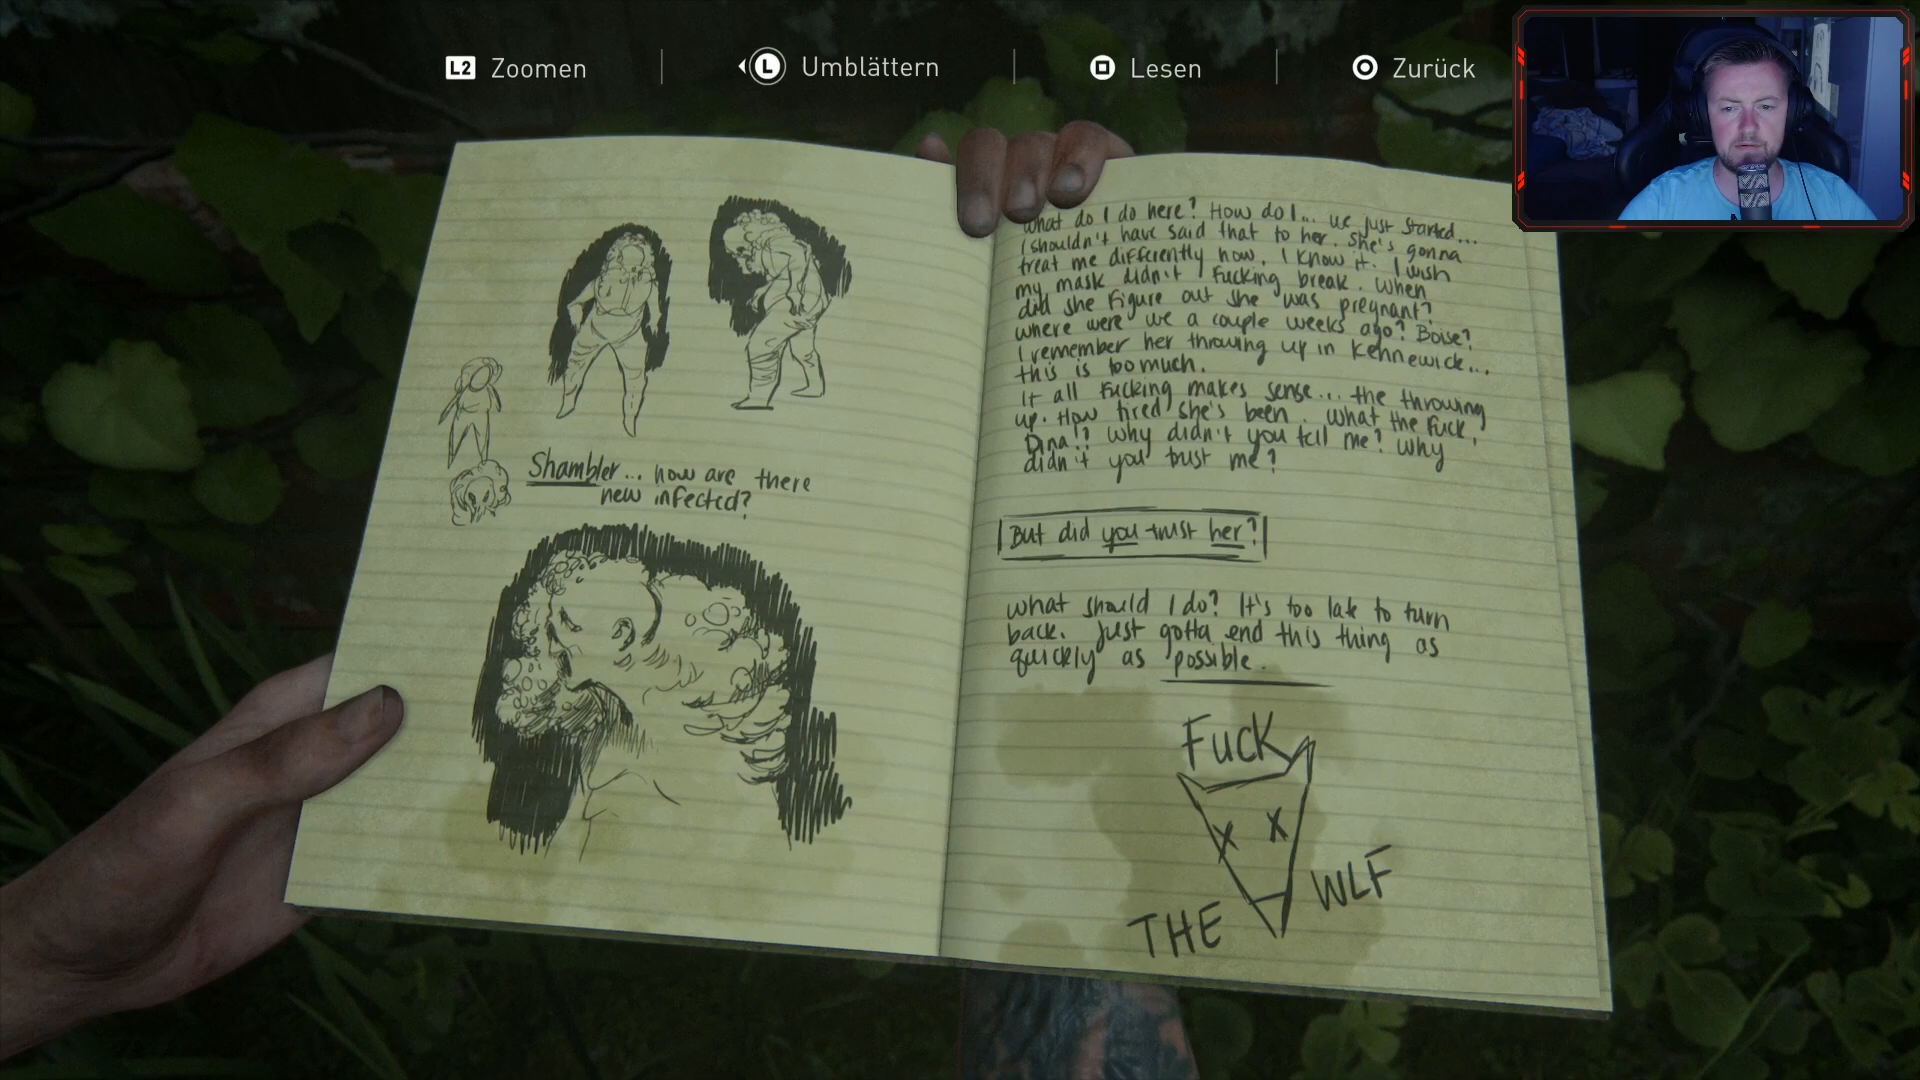 L2 Zoomen
L Umblättern
Lesen
Zurück
Shambler... how are there
new infected?
What do I do here? How do I... we just started...
I shouldn't have said that to her. She's gonna
treat me differently now. I know it. I wish
my mask didn't fucking break. When
did she figure out she was pregnant?
where were we a couple weeks ago? Boise?
I remember her throwing up in Kennewick...
this is too much.
It all fucking makes sense... the throwing
up. How tired she's been. What the fuck,
Dina!? Why didn't you tell me? Why
didn't you trust me?
But did you trust her?
what should I do? It's too late to turn
back. Just gotta end this thing as
quickly as possible.
FucK
THE WLF